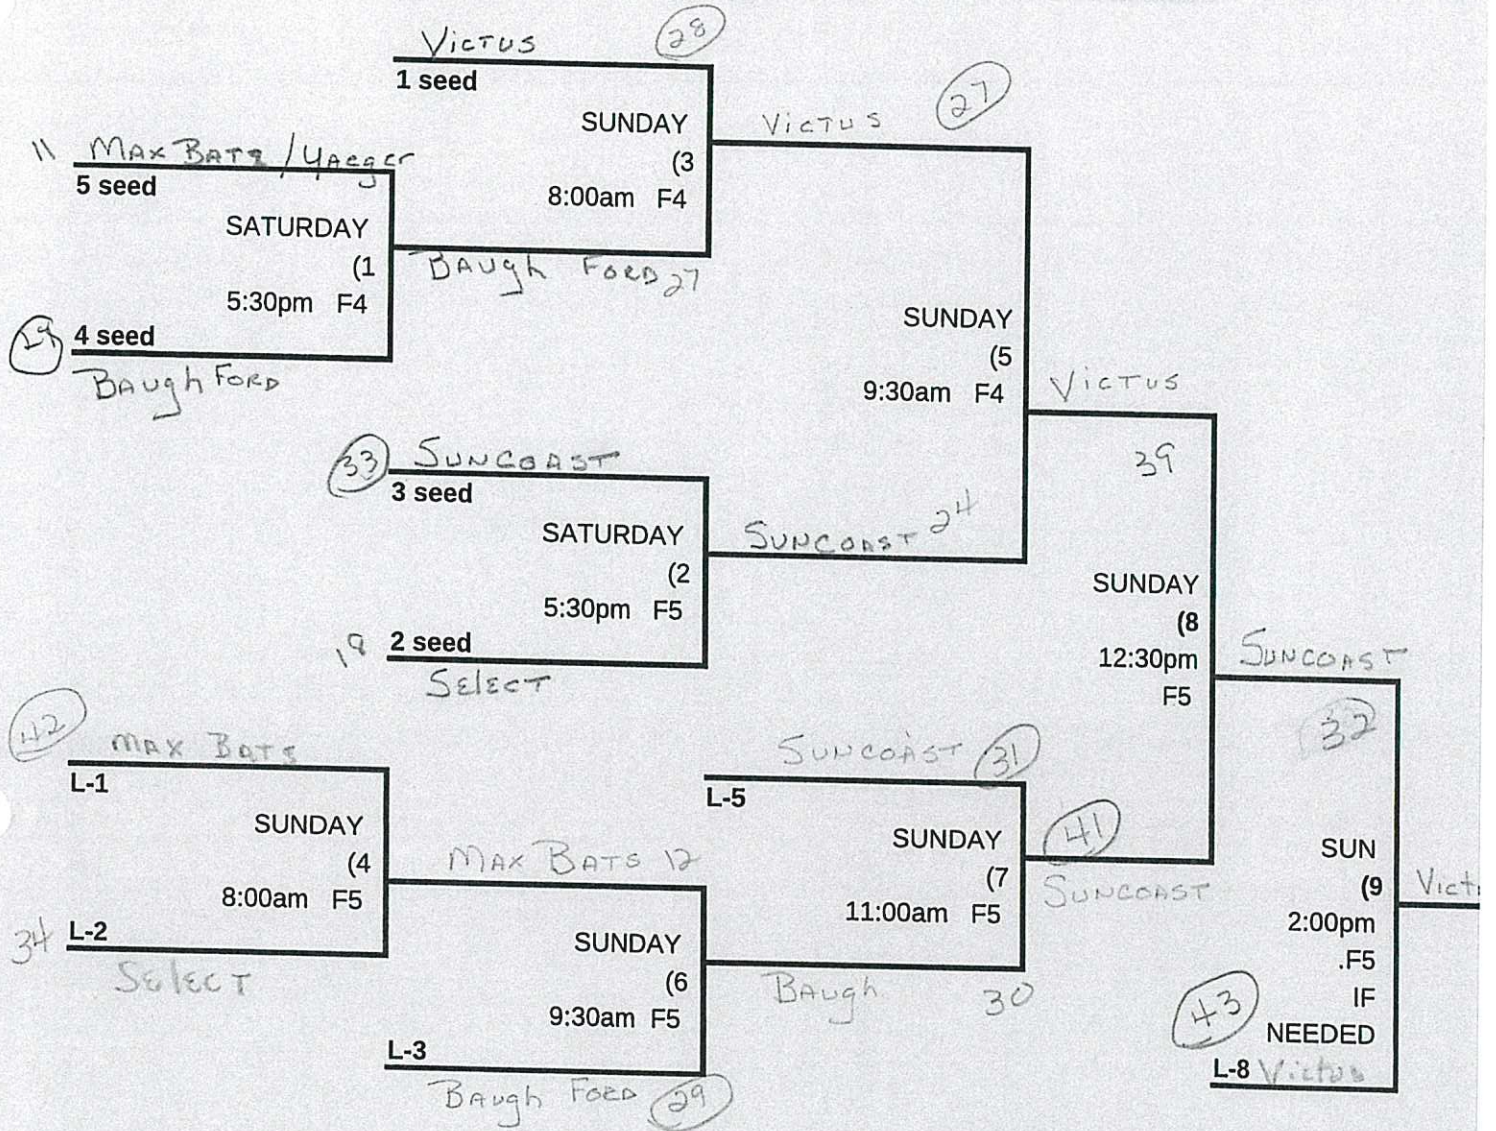 Victus 28
1 seed
SUNDAY
(3
8:00am F4
Victus 27
11 Max Bats / Yaeger
5 seed
SATURDAY
(1
5:30pm F4
Baugh Ford 27
4 seed
Baugh Ford
SUNDAY
(5
9:30am F4
Victus
39
33 Suncoast
3 seed
SATURDAY
(2
5:30pm F5
Suncoast 24
2 seed
Select
SUNDAY
(8
12:30pm
F5
Suncoast
32
42 Max Bats
L-1
SUNDAY
(4
8:00am F5
Max Bats 12
34 L-2
Select
Suncoast 31
L-5
SUNDAY
(7
11:00am F5
41
Suncoast
SUNDAY
(6
9:30am F5
Baugh 30
L-3
Baugh Ford 29
SUN
(9
2:00pm
.F5
IF
NEEDED
43
L-8 Victus
Vict